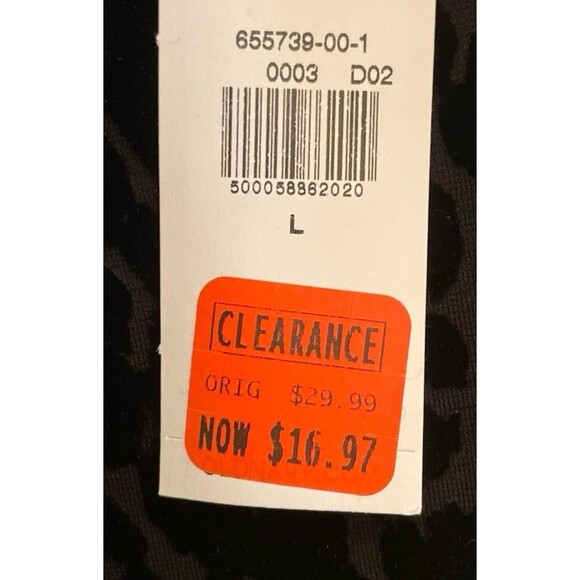 655739-00-1
0003 D02
500058862020
L
CLEARANCE
ORIG $29.99
NOW $16.97